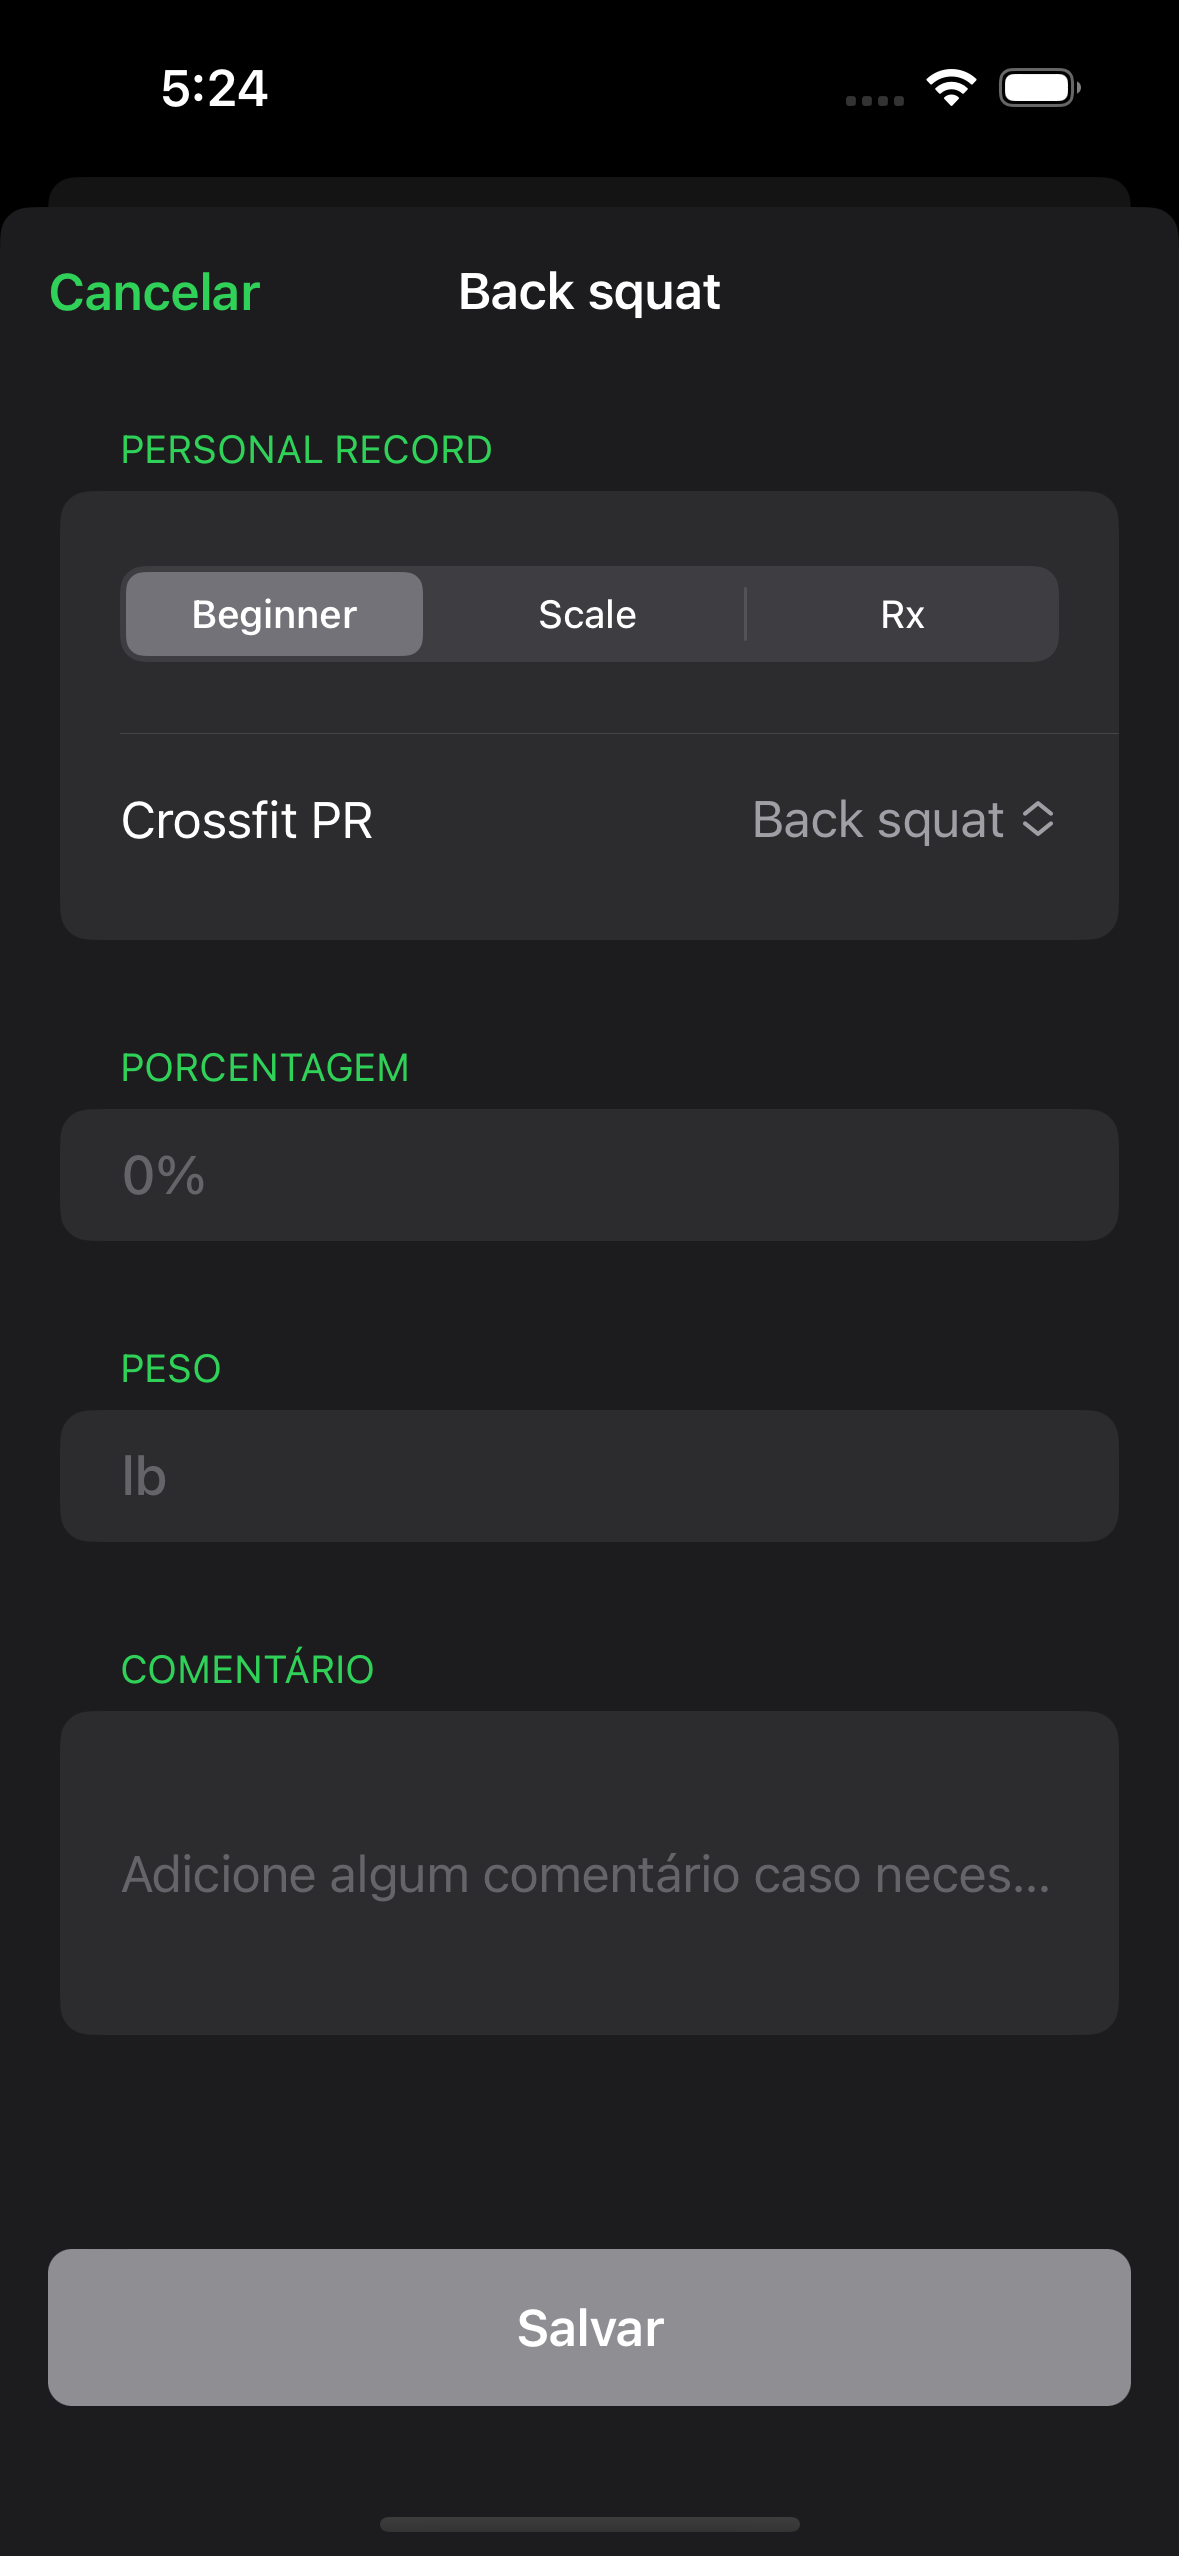 5:24
Cancelar
Back squat
PERSONAL RECORD
Beginner
Scale
Rx
Crossfit PR
Back squat
PORCENTAGEM
0%
PESO
lb
COMENTÁRIO
Adicione algum comentário caso neces...
Salvar